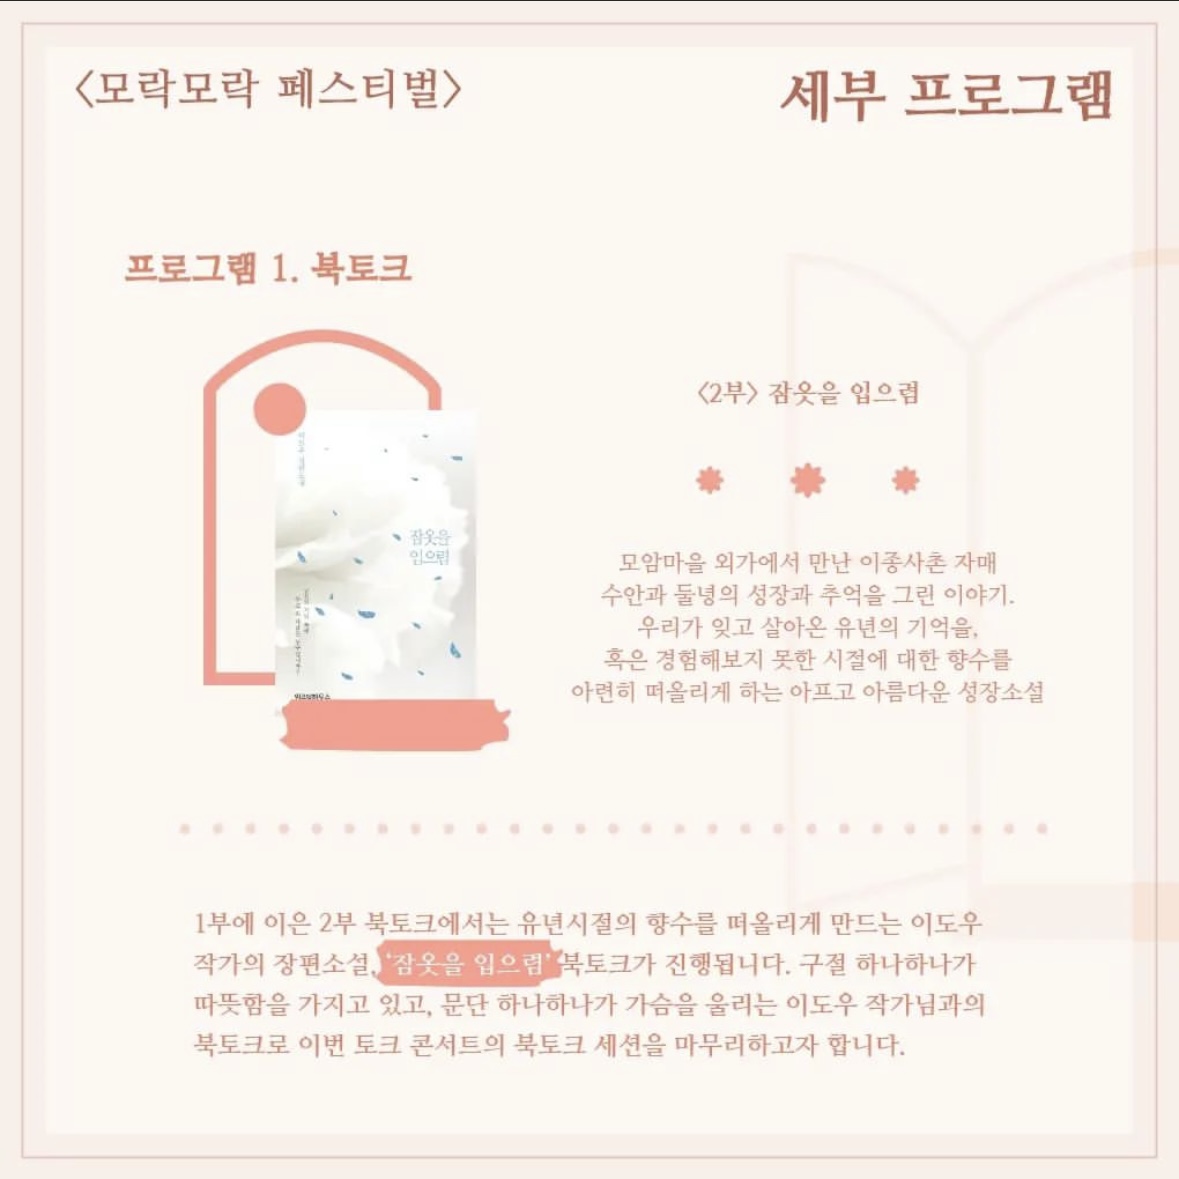 〈모락모락 페스티벌〉
세부 프로그램
프로그램 1. 북토크
잠옷을
입으렴
위즈덤하우스
〈2부〉 잠옷을 입으렴
모암마을 외가에서 만난 이종사촌 자매
수안과 둘녕의 성장과 추억을 그린 이야기.
우리가 잊고 살아온 유년의 기억을,
혹은 경험해보지 못한 시절에 대한 향수를
아련히 떠올리게 하는 아프고 아름다운 성장소설
1부에 이은 2부 북토크에서는 유년시절의 향수를 떠올리게 만드는 이도우
작가의 장편소설, '잠옷을 입으렴' 북토크가 진행됩니다. 구절 하나하나가
따뜻함을 가지고 있고, 문단 하나하나가 가슴을 울리는 이도우 작가님과의
북토크로 이번 토크 콘서트의 북토크 세션을 마무리하고자 합니다.